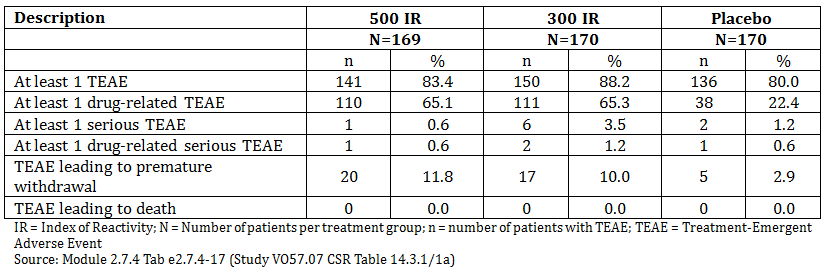 Description 500 IR 300 IR Placebo
N=169 N=170 N=170
n % n % n %
At least 1 TEAE 141 83.4 150 88.2 136 80.0
At least 1 drug-related TEAE 110 65.1 111 65.3 38 22.4
At least 1 serious TEAE 1 0.6 6 3.5 2 1.2
At least 1 drug-related serious TEAE 1 0.6 2 1.2 1 0.6
TEAE leading to premature
withdrawal 20 11.8 17 10.0 5 2.9
TEAE leading to death 0 0.0 0 0.0 0 0.0
IR = Index of Reactivity; N = Number of patients per treatment group; n = number of patients with TEAE; TEAE = Treatment-Emergent
Adverse Event
Source: Module 2.7.4 Tab e2.7.4-17 (Study VO57.07 CSR Table 14.3.1/1a)